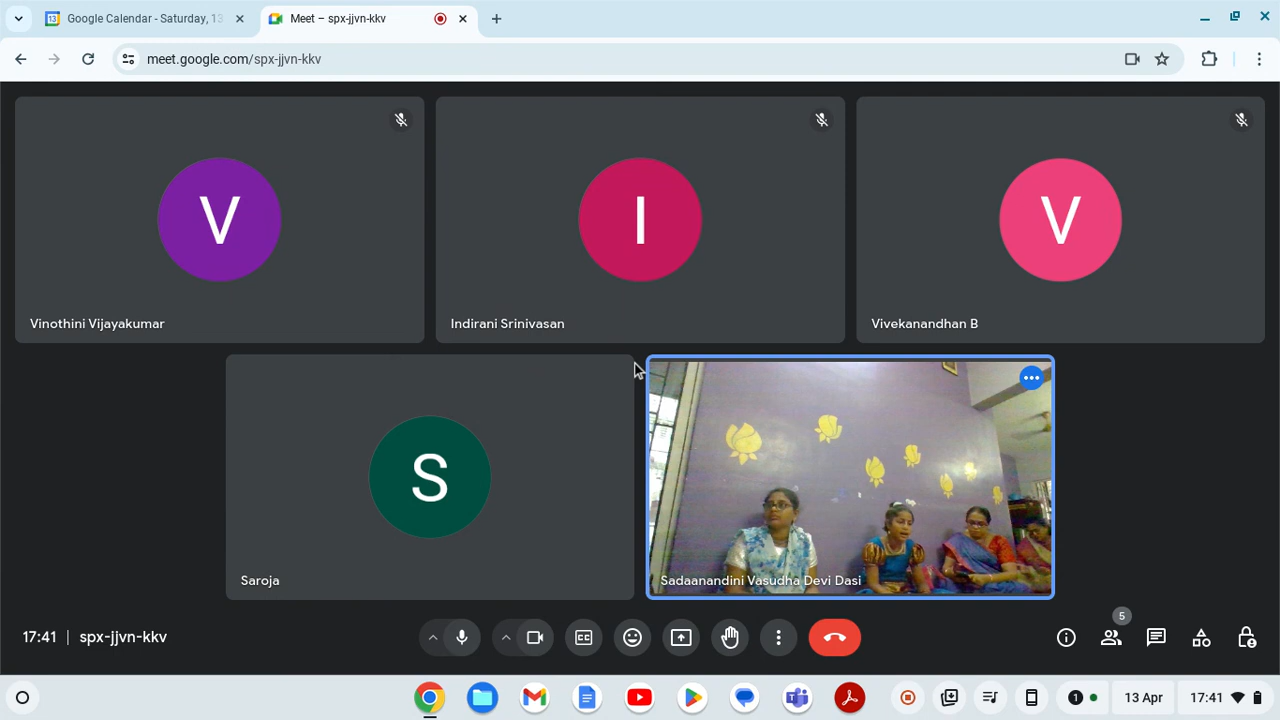 Google Calendar - Saturday, 13
Meet – spx-jjvn-kkv
meet.google.com/spx-jjvn-kkv
V
Vinothini Vijayakumar
I
Indirani Srinivasan
V
Vivekanandhan B
S
Saroja
Sadaanandini Vasudha Devi Dasi
17:41 | spx-jjvn-kkv
CC
5
1
13 Apr
17:41